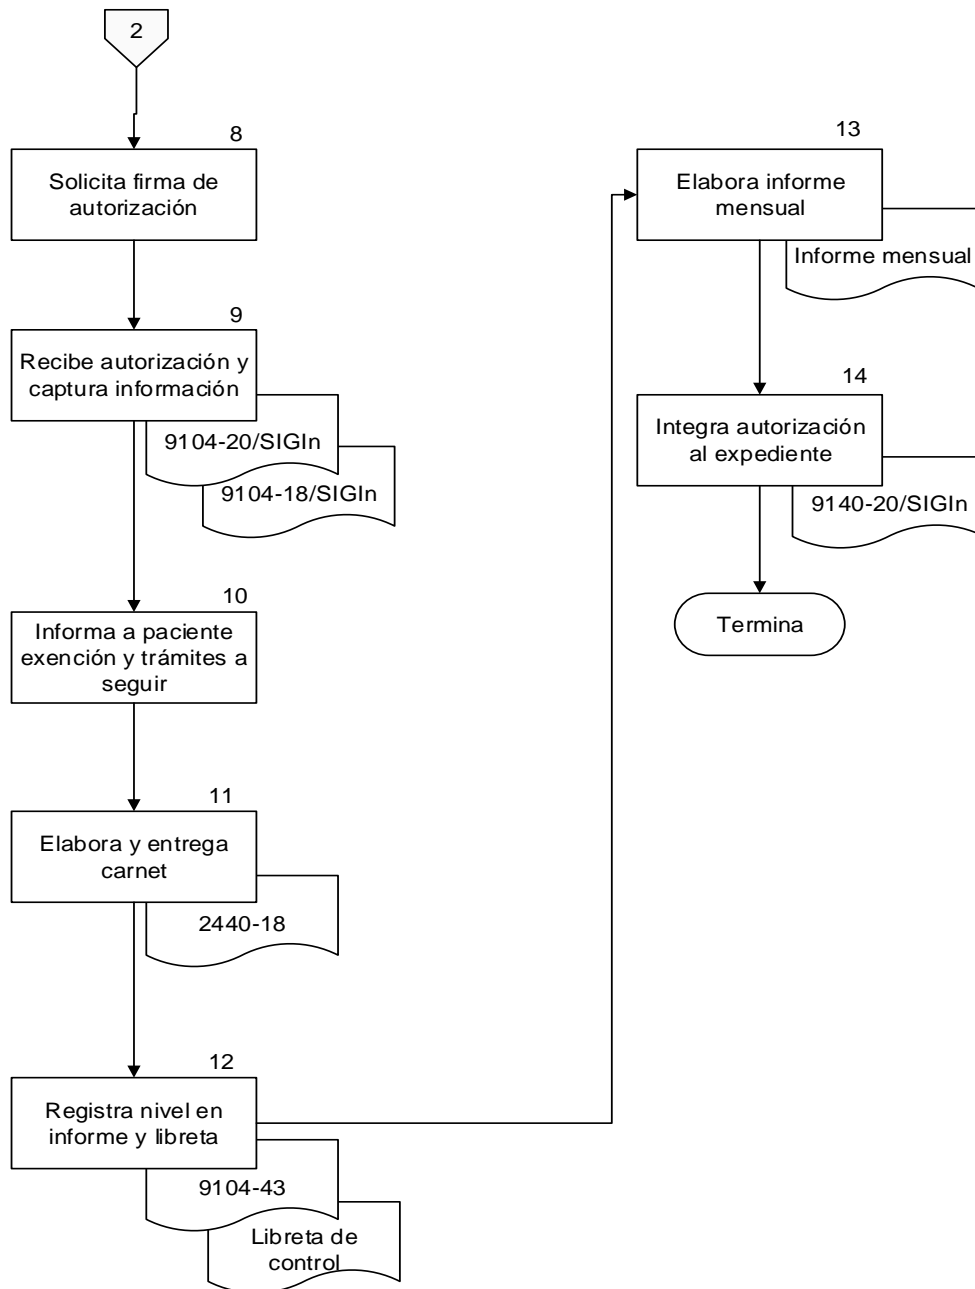 2
8
Solicita firma de
autorización
9
Recibe autorización y
captura información
9104-20/SIGIn
9104-18/SIGIn
10
Informa a paciente
exención y trámites a
seguir
11
Elabora y entrega
carnet
2440-18
12
Registra nivel en
informe y libreta
9104-43
Libreta de
control
13
Elabora informe
mensual
Informe mensual
14
Integra autorización
al expediente
9140-20/SIGIn
Termina